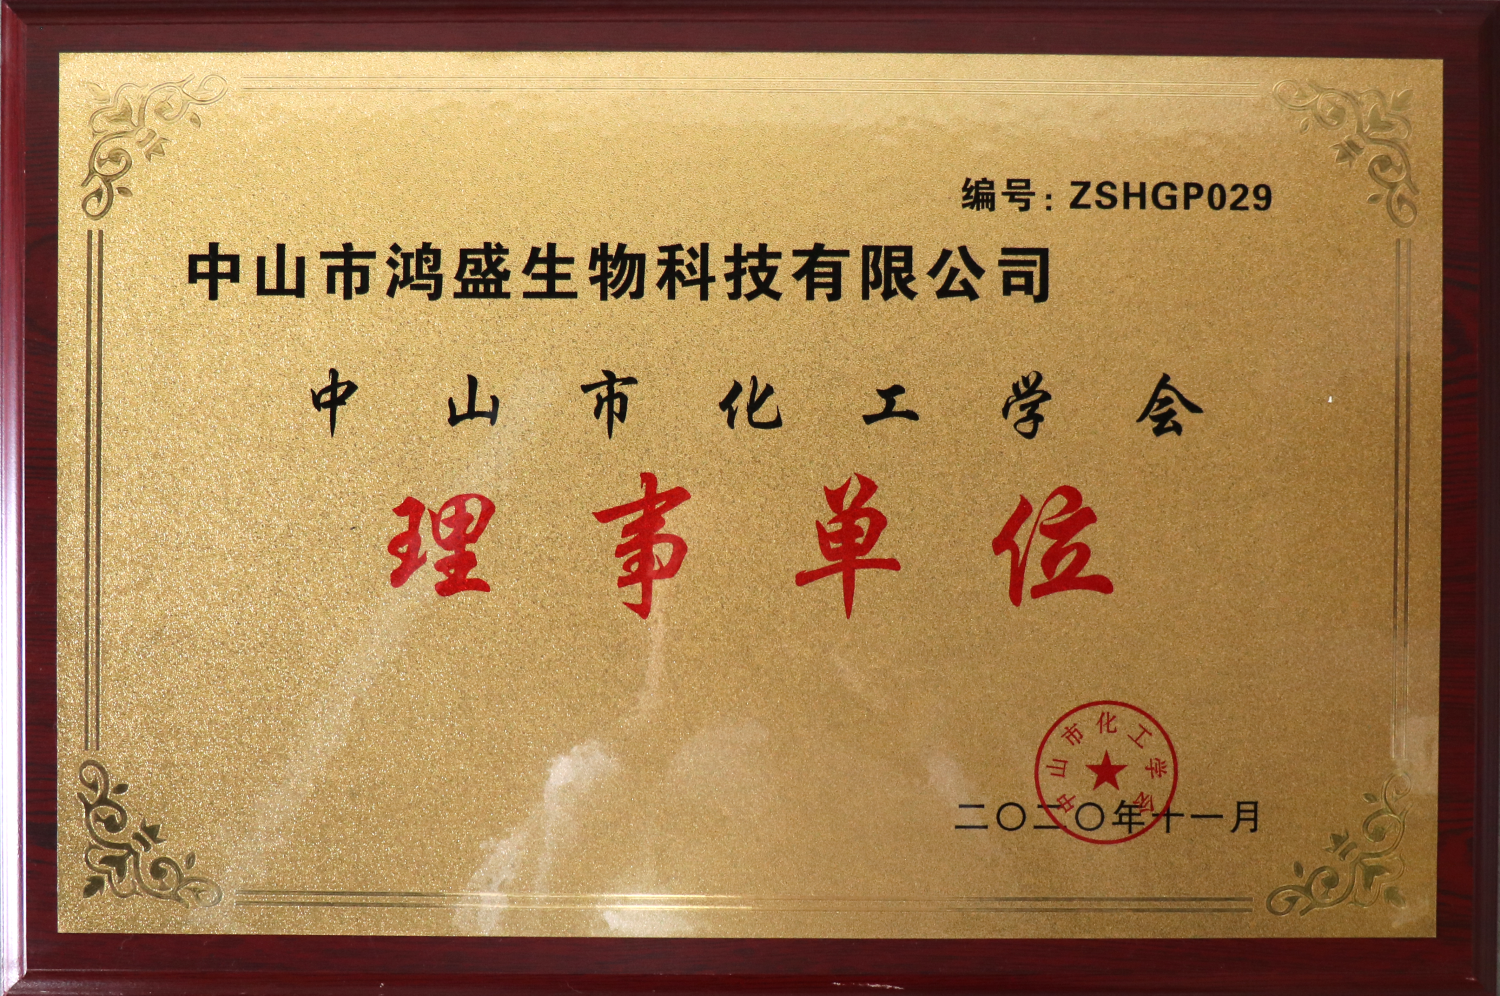 编号：ZSHGP029
中山市鸿盛生物科技有限公司
中山市化工学会
理事单位
中山市化工学会
二〇二〇年十一月